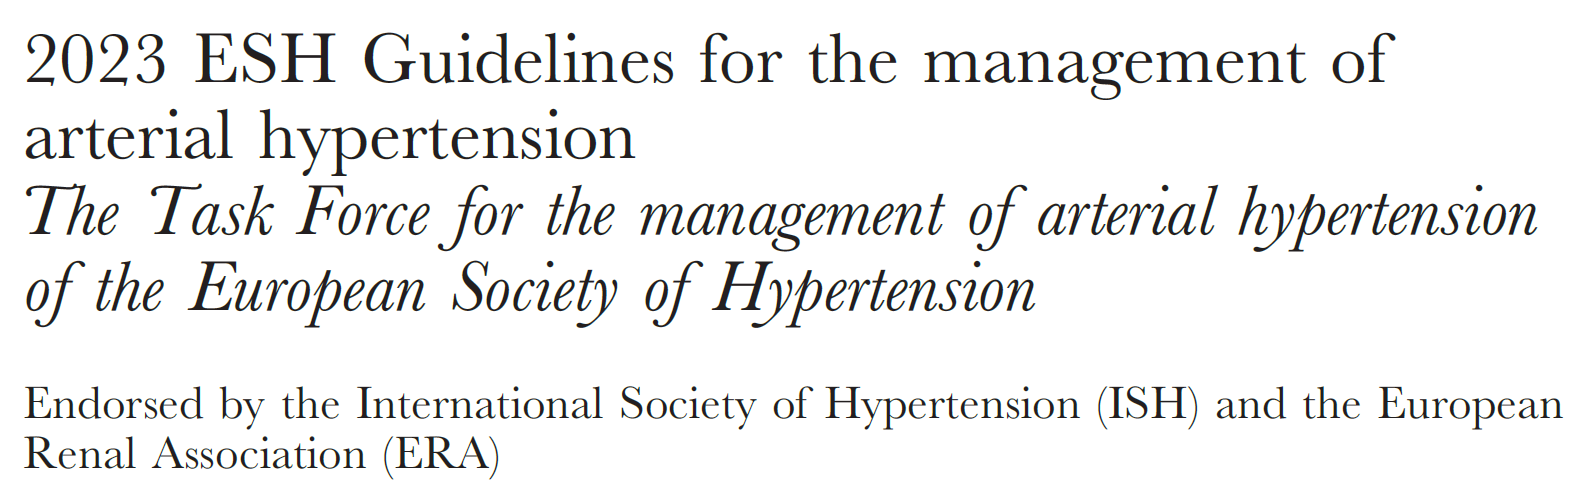 2023 ESH Guidelines for the management of
arterial hypertension
The Task Force for the management of arterial hypertension
of the European Society of Hypertension
Endorsed by the International Society of Hypertension (ISH) and the European
Renal Association (ERA)